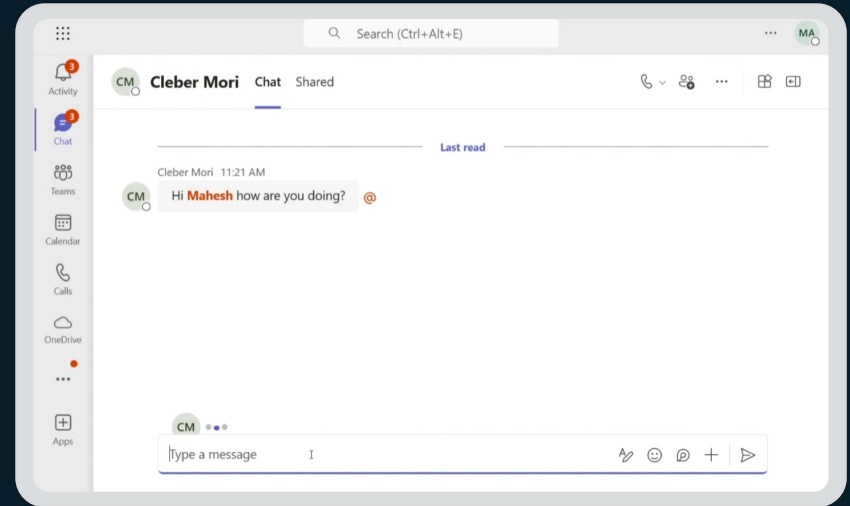 Search (Ctrl+Alt+E)
MA
3
Activity
3
Chat
Teams
Calendar
Calls
OneDrive
Apps
CM Cleber Mori Chat Shared
Last read
Cleber Mori 11:21 AM
CM Hi Mahesh how are you doing? @
CM
Type a message